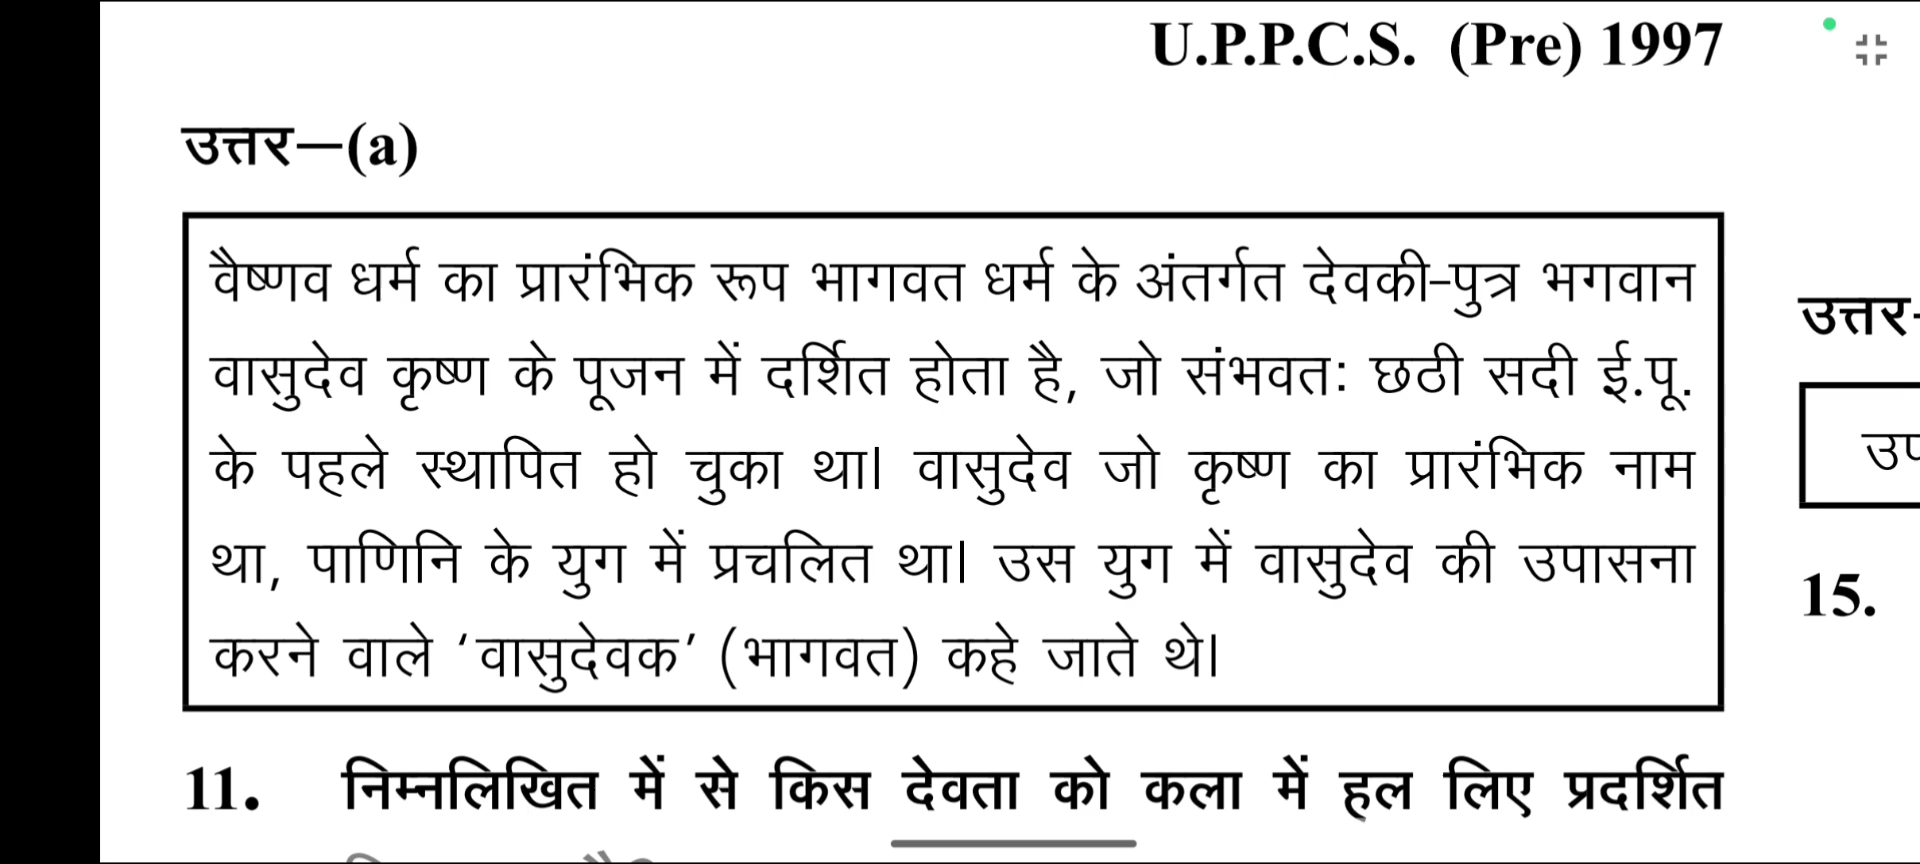 U.P.P.C.S. (Pre) 1997
उत्तर—(a)
वैष्णव धर्म का प्रारंभिक रूप भागवत धर्म के अंतर्गत देवकी-पुत्र भगवान
वासुदेव कृष्ण के पूजन में दर्शित होता है, जो संभवतः छठी सदी ई.पू.
के पहले स्थापित हो चुका था। वासुदेव जो कृष्ण का प्रारंभिक नाम
था, पाणिनि के युग में प्रचलित था। उस युग में वासुदेव की उपासना
करने वाले ‘वासुदेवक’ (भागवत) कहे जाते थे।
11. निम्नलिखित में से किस देवता को कला में हल लिए प्रदर्शित
उत्तर-
15.